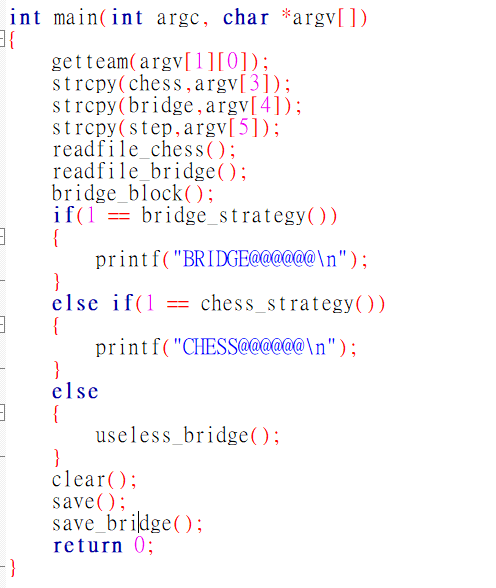 int main(int argc, char *argv[])
{
getteam(argv[1][0]);
strcpy(chess,argv[3]);
strcpy(bridge,argv[4]);
strcpy(step,argv[5]);
readfile_chess();
readfile_bridge();
bridge_block();
if(1 == bridge_strategy())
{
printf("BRIDGE@@@@@@\n");
}
else if(1 == chess_strategy())
{
printf("CHESS@@@@@@\n");
}
else
{
useless_bridge();
}
clear();
save();
save_bridge();
return 0;
}